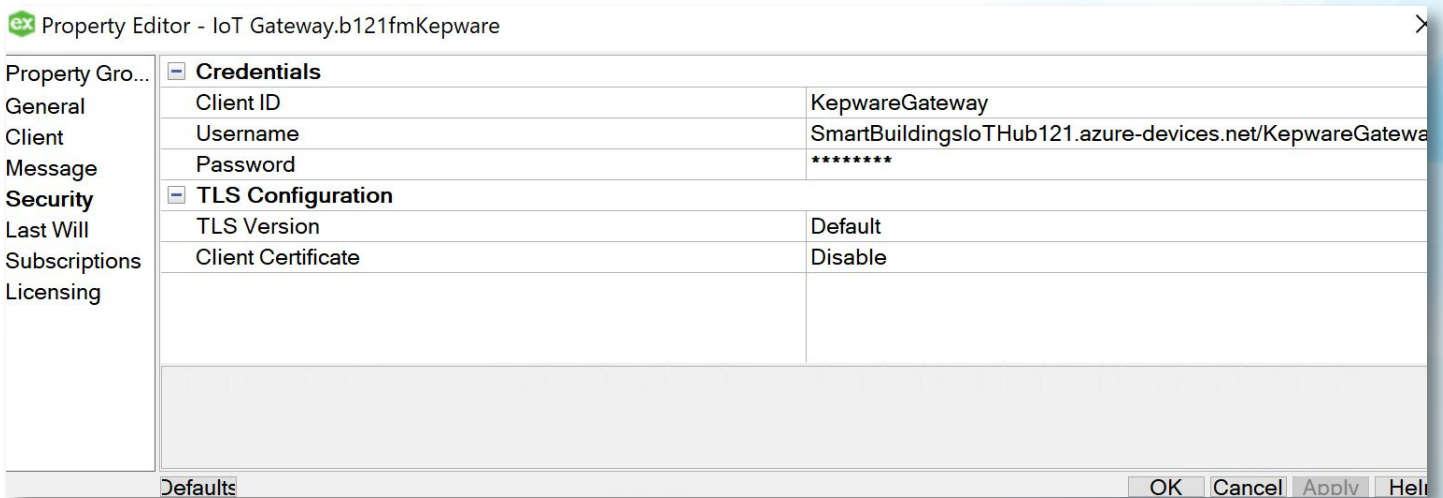 ex Property Editor - IoT Gateway.b121fmKepware
Property Gro...
General
Client
Message
Security
Last Will
Subscriptions
Licensing
Credentials
Client ID KepwareGateway
Username SmartBuildingsIoTHub121.azure-devices.net/KepwareGatewa
Password ********
TLS Configuration
TLS Version Default
Client Certificate Disable
Defaults OK Cancel Apply Help